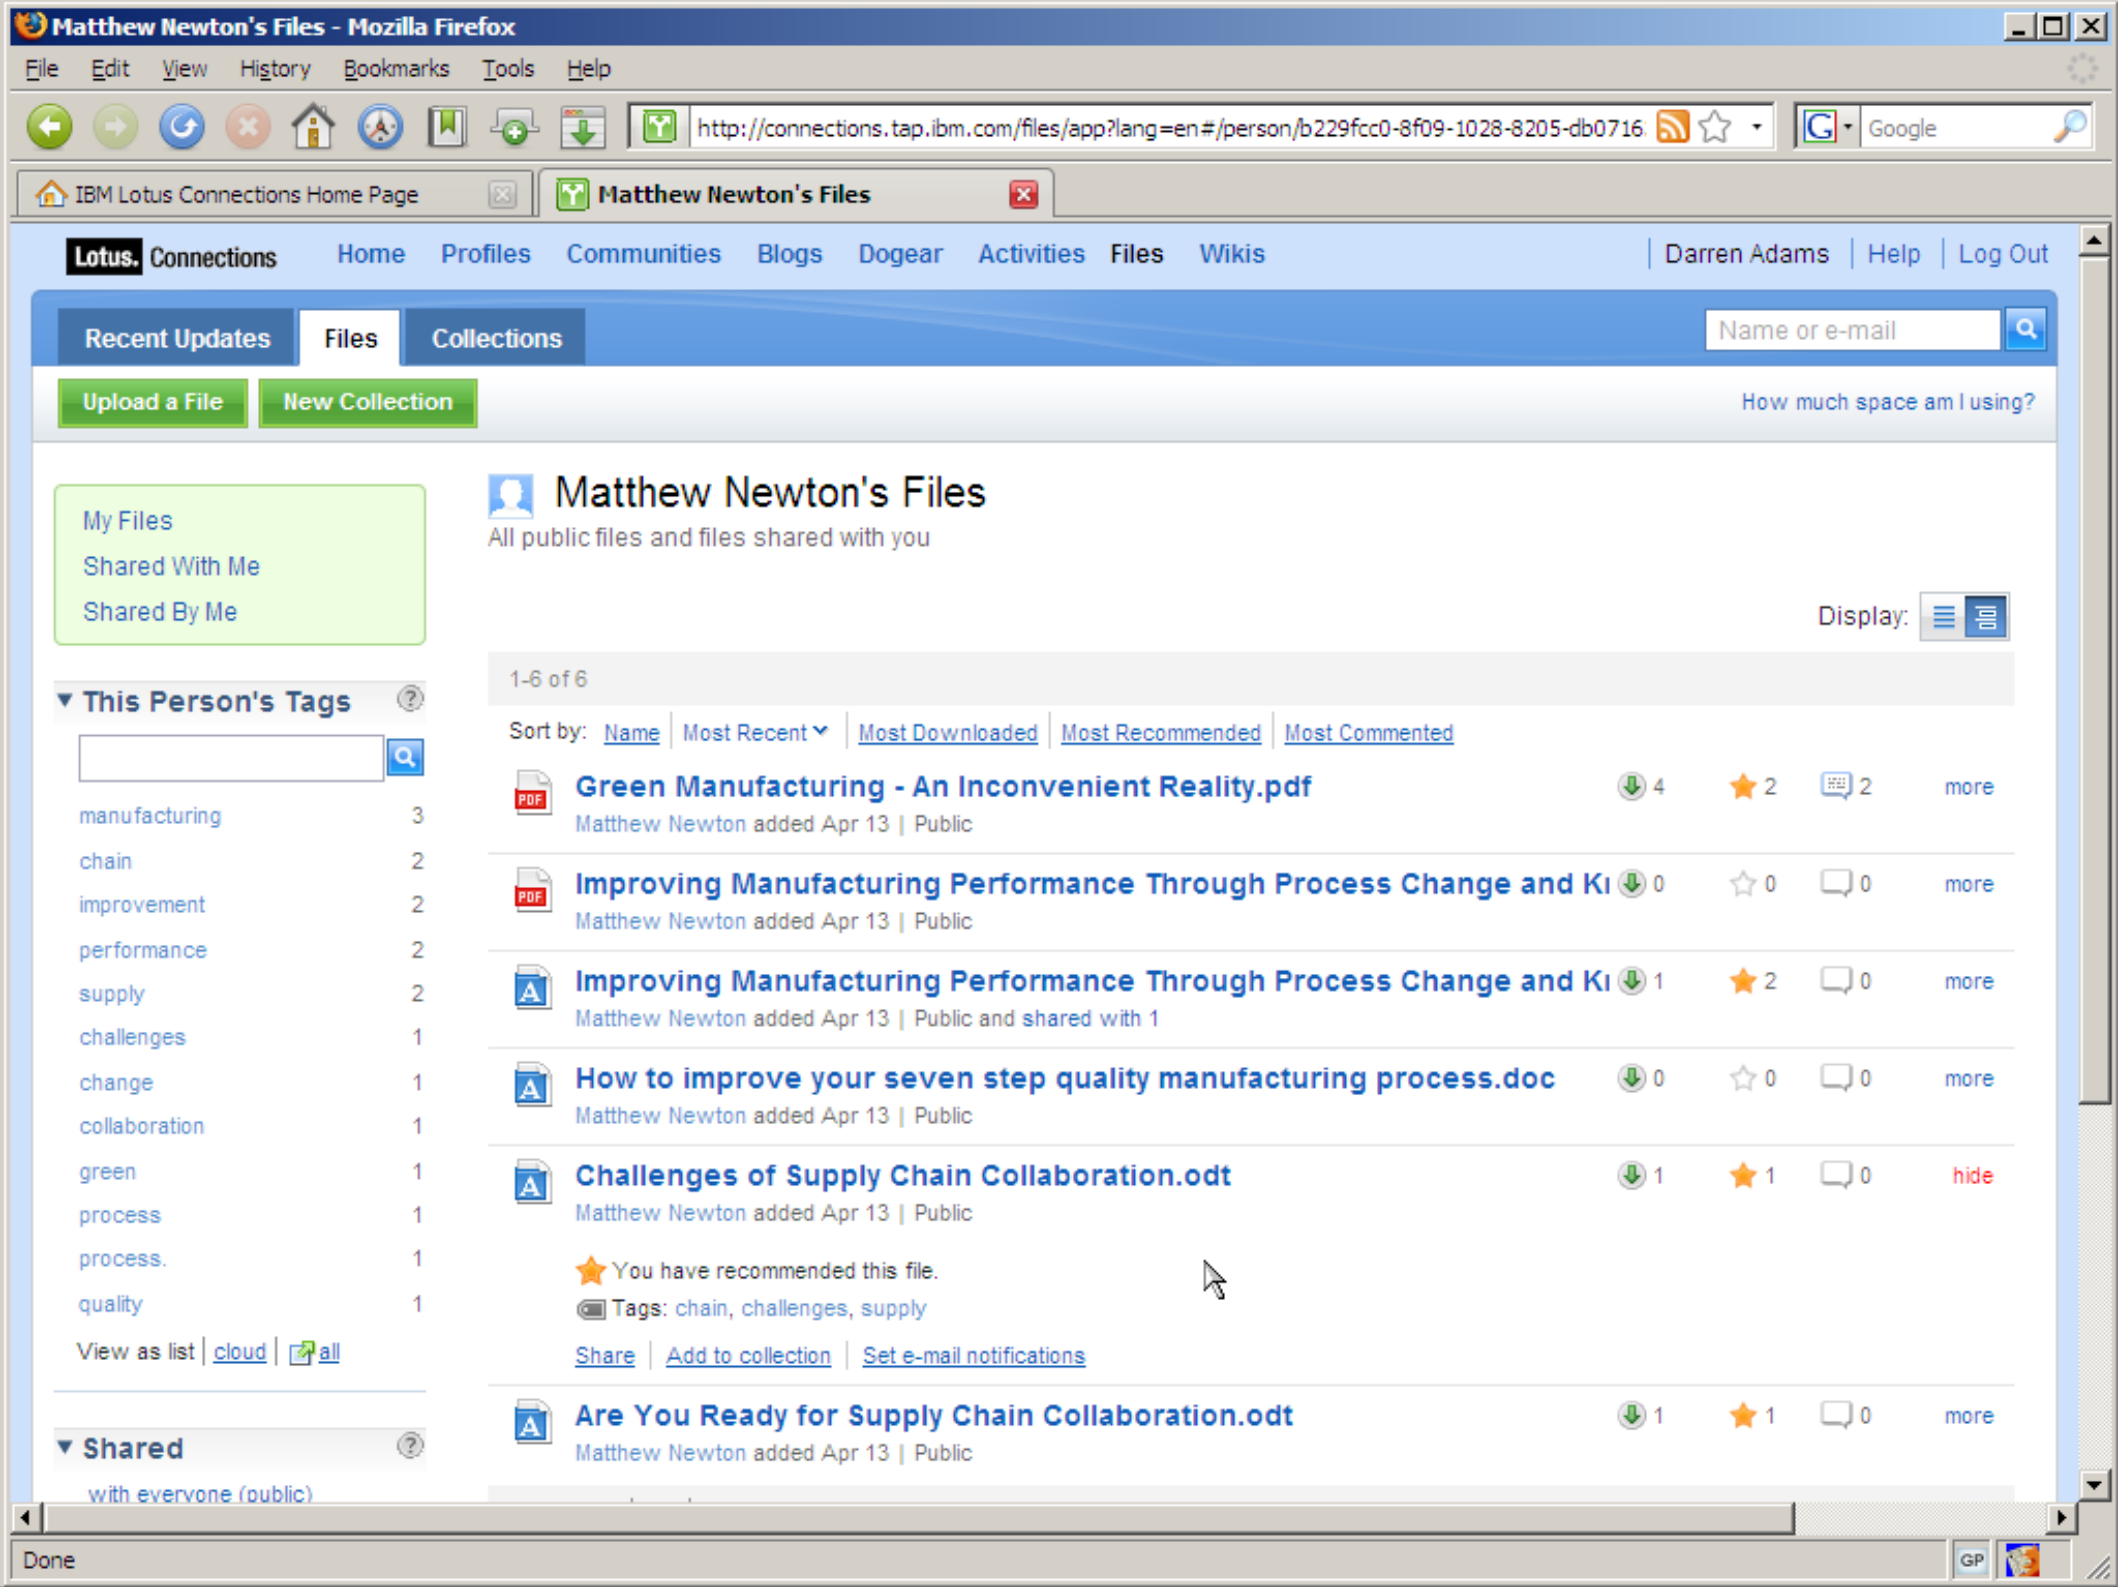 Matthew Newton's Files - Mozilla Firefox
File Edit View History Bookmarks Tools Help
http://connections.tap.ibm.com/files/app?lang=en#/person/b229fcc0-8f09-1028-8205-db0716
G Google
IBM Lotus Connections Home Page
Matthew Newton's Files
Lotus. Connections Home Profiles Communities Blogs Dogear Activities Files Wikis Darren Adams Help Log Out
Recent Updates Files Collections Name or e-mail
Upload a File New Collection How much space am I using?
Matthew Newton's Files
All public files and files shared with you
My Files
Shared With Me
Shared By Me
Display:
This Person's Tags ?
manufacturing 3
chain 2
improvement 2
performance 2
supply 2
challenges 1
change 1
collaboration 1
green 1
process 1
process. 1
quality 1
View as list | cloud | all
Shared ?
with everyone (public)
1-6 of 6
Sort by: Name Most Recent Most Downloaded Most Recommended Most Commented
PDF Green Manufacturing - An Inconvenient Reality.pdf 4 2 2 more
Matthew Newton added Apr 13 | Public
PDF Improving Manufacturing Performance Through Process Change and 0 0 0 more
Matthew Newton added Apr 13 | Public
A Improving Manufacturing Performance Through Process Change and 1 2 0 more
Matthew Newton added Apr 13 | Public and shared with 1
A How to improve your seven step quality manufacturing process.doc 0 0 0 more
Matthew Newton added Apr 13 | Public
A Challenges of Supply Chain Collaboration.odt 1 1 0 hide
Matthew Newton added Apr 13 | Public
You have recommended this file.
Tags: chain, challenges, supply
Share Add to collection Set e-mail notifications
A Are You Ready for Supply Chain Collaboration.odt 1 1 0 more
Matthew Newton added Apr 13 | Public
Done GP